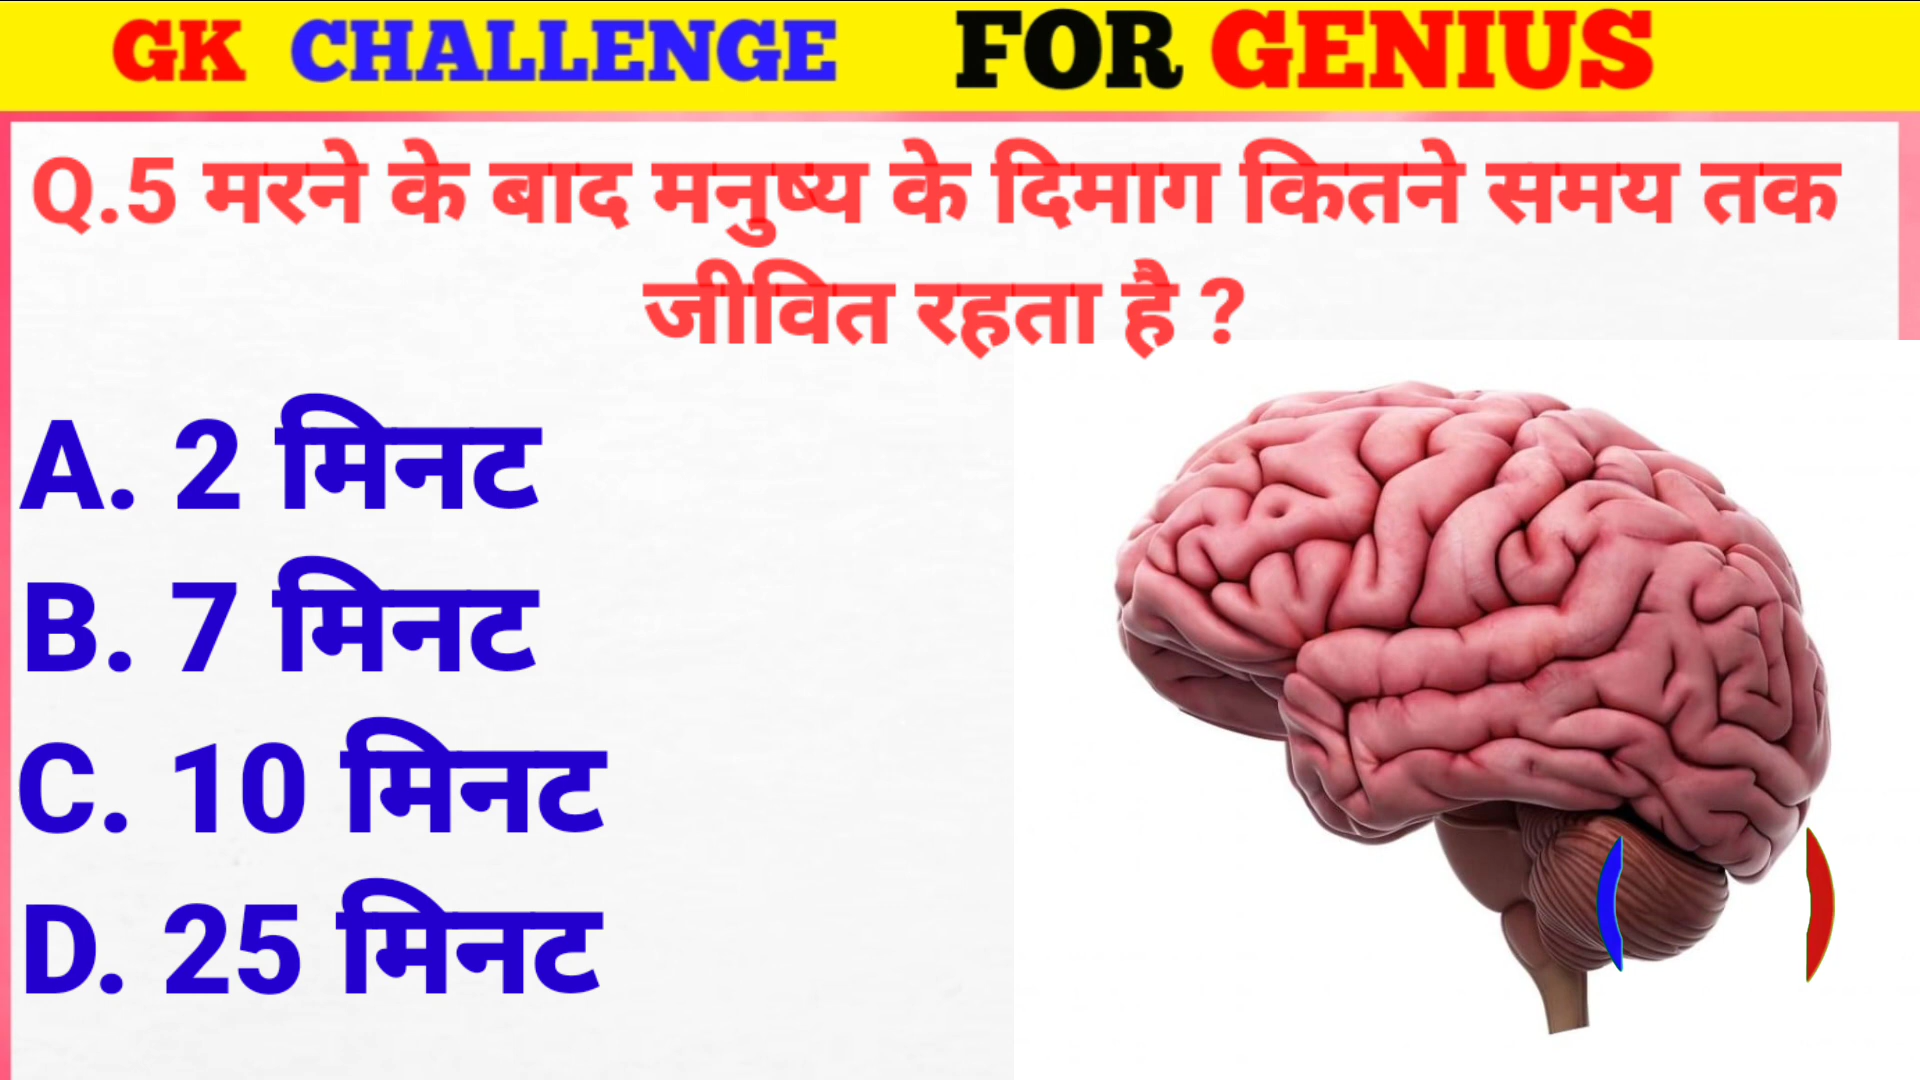 GK CHALLENGE FOR GENIUS
Q.5 मरने के बाद मनुष्य के दिमाग कितने समय तक
जीवित रहता है ?
A. 2 मिनट
B. 7 मिनट
C. 10 मिनट
D. 25 मिनट